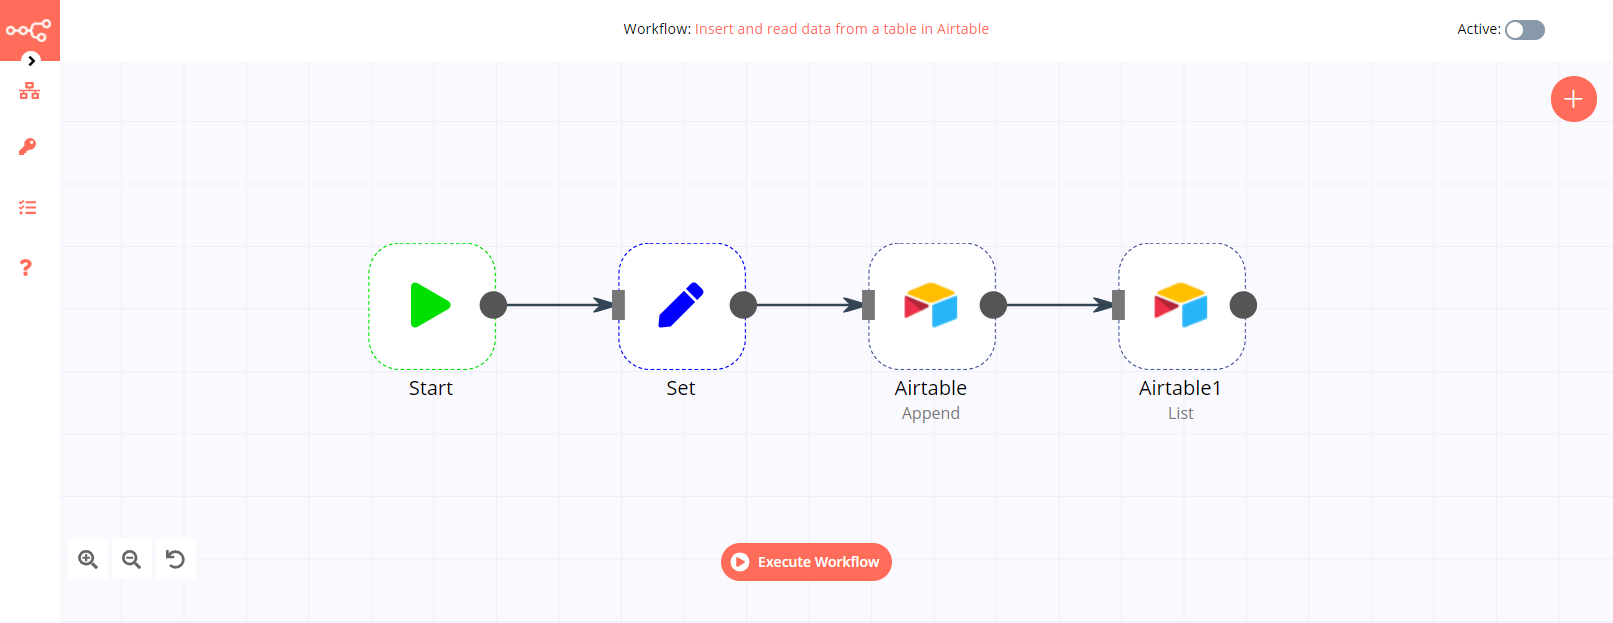 Workflow: Insert and read data from a table in Airtable
Active:
Start
Set
Airtable
Airtable1
Append
List
Execute Workflow